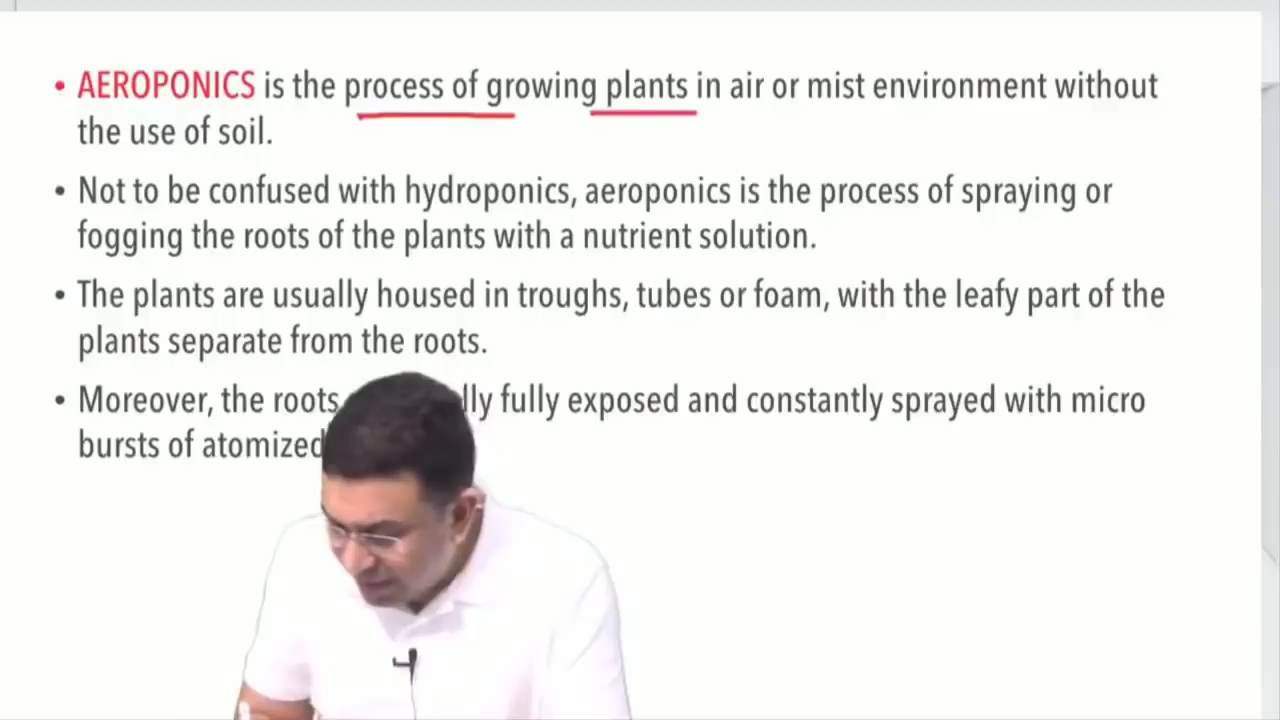 • AEROPONICS is the process of growing plants in air or mist environment without
the use of soil.
• Not to be confused with hydroponics, aeroponics is the process of spraying or
fogging the roots of the plants with a nutrient solution.
• The plants are usually housed in troughs, tubes or foam, with the leafy part of the
plants separate from the roots.
• Moreover, the roots lly fully exposed and constantly sprayed with micro
bursts of atomized